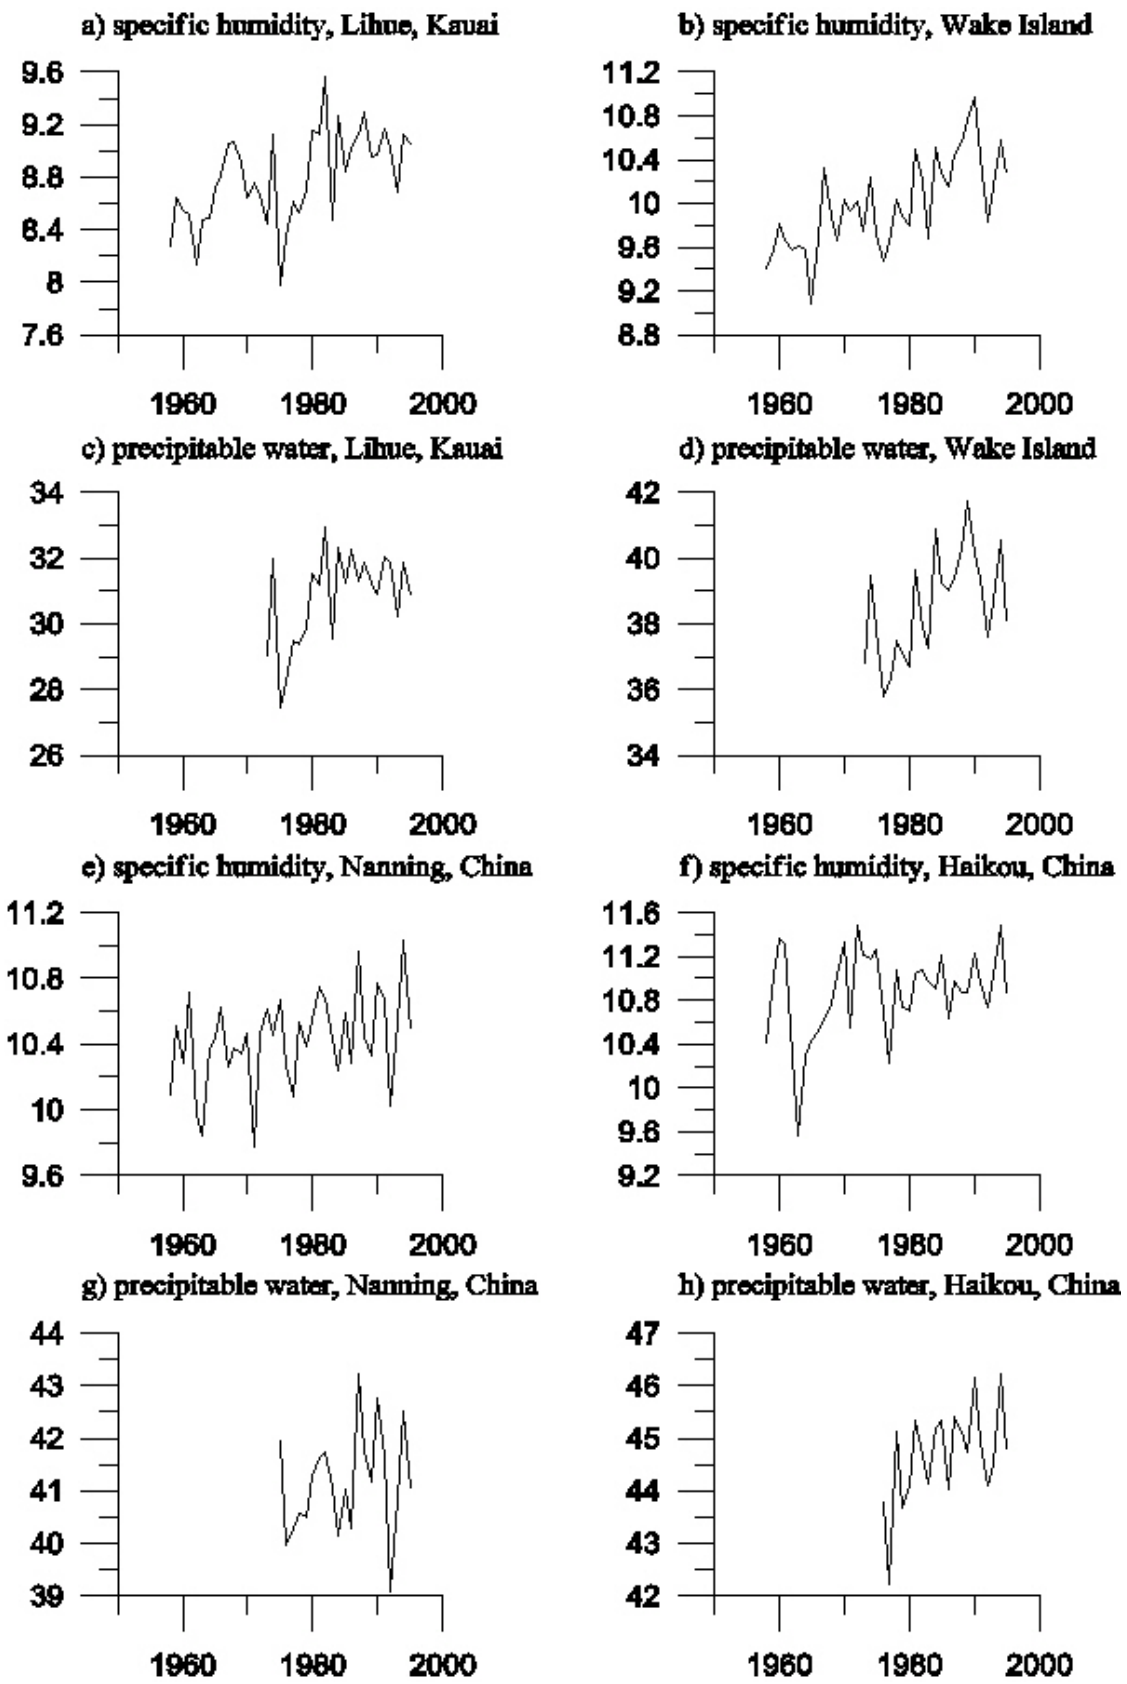 a) specific humidity, Lihue, Kauai
9.6
9.2
8.8
8.4
8
7.6
1960 1980 2000
b) specific humidity, Wake Island
11.2
10.8
10.4
10
9.6
9.2
8.8
1960 1980 2000
c) precipitable water, Lihue, Kauai
34
32
30
28
26
1960 1980 2000
d) precipitable water, Wake Island
42
40
38
36
34
1960 1980 2000
e) specific humidity, Nanning, China
11.2
10.8
10.4
10
9.6
1960 1980 2000
f) specific humidity, Haikou, China
11.6
11.2
10.8
10.4
10
9.6
9.2
1960 1980 2000
g) precipitable water, Nanning, China
44
43
42
41
40
39
1960 1980 2000
h) precipitable water, Haikou, China
47
46
45
44
43
42
1960 1980 2000